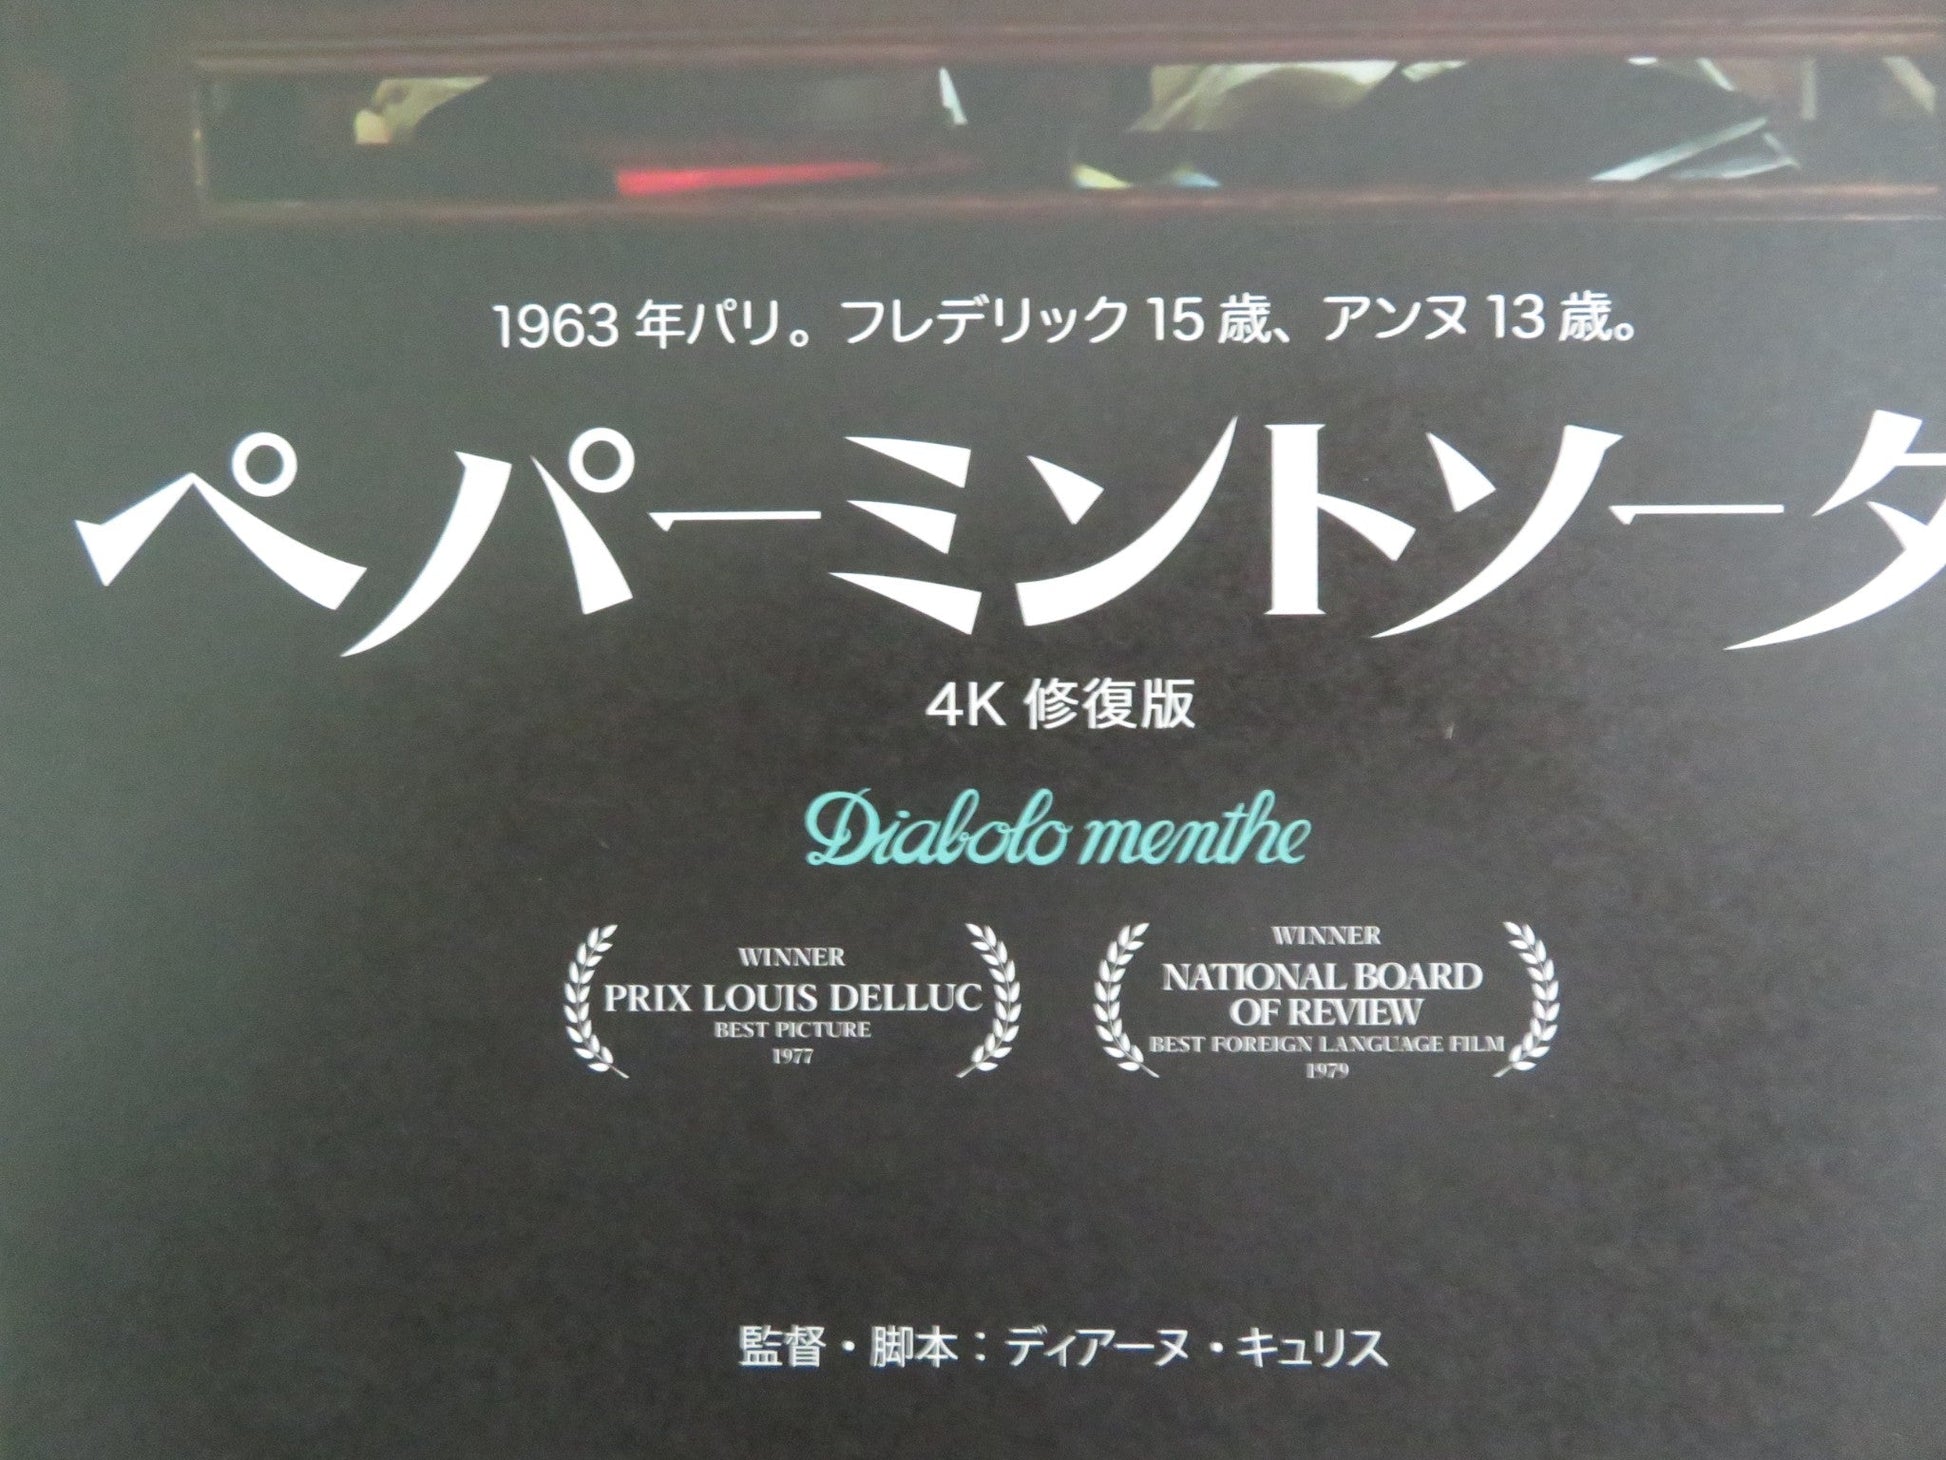 1963年パリ。フレデリック15歳、アンヌ13歳。
ペパーミントソーダ
4K 修復版
Diabolo menthe
WINNER
PRIX LOUIS DELLUC
BEST PICTURE
1977
WINNER
NATIONAL BOARD
OF REVIEW
BEST FOREIGN LANGUAGE FILM
1979
監督・脚本：ディアーヌ・キュリス